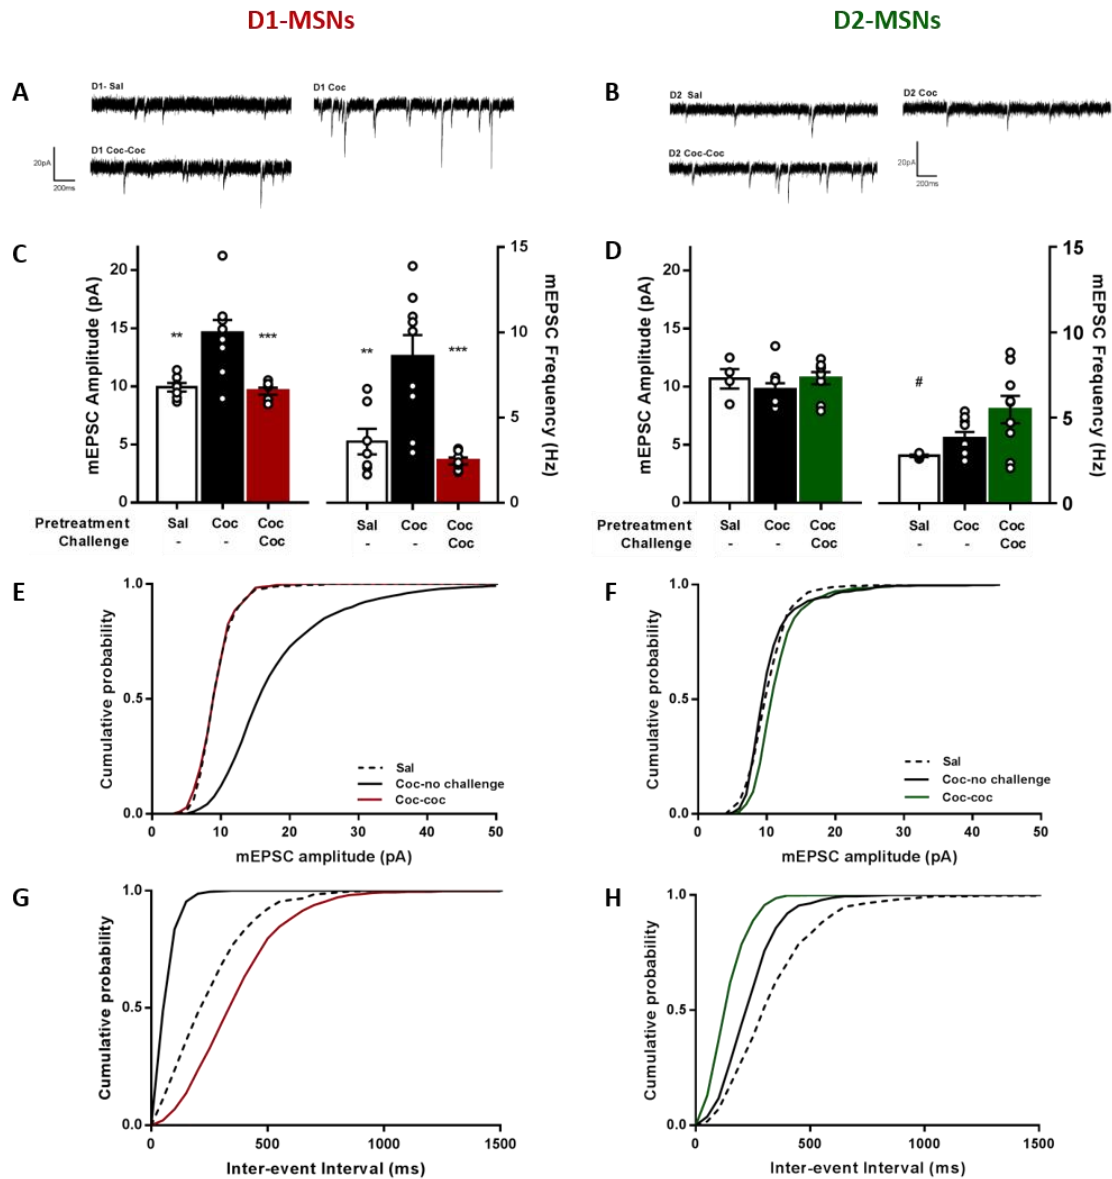 D1-MSNs
D2-MSNs
A
D1- Sal
D1 Coc
D1 Coc-Coc
20pA
200ms
B
D2 Sal
D2 Coc
D2 Coc-Coc
20pA
200ms
C
mEPSC Amplitude (pA)
20
15
10
5
0
** ***
** ***
15
10
5
0
mEPSC Frequency (Hz)
Pretreatment Sal Coc Coc Sal Coc Coc
Challenge - - Coc - - Coc
D
mEPSC Amplitude (pA)
20
15
10
5
0
#
15
10
5
0
mEPSC Frequency (Hz)
Pretreatment Sal Coc Coc Sal Coc Coc
Challenge - - Coc - - Coc
E
Cumulative probability
1.0
0.5
0.0
Sal
Coc-no challenge
Coc-coc
0 10 20 30 40 50
mEPSC amplitude (pA)
F
Cumulative probability
1.0
0.5
0.0
Sal
Coc-no challenge
Coc-coc
0 10 20 30 40 50
mEPSC amplitude (pA)
G
Cumulative probability
1.0
0.5
0.0
0 500 1000 1500
Inter-event Interval (ms)
H
Cumulative probability
1.0
0.5
0.0
0 500 1000 1500
Inter-event Interval (ms)